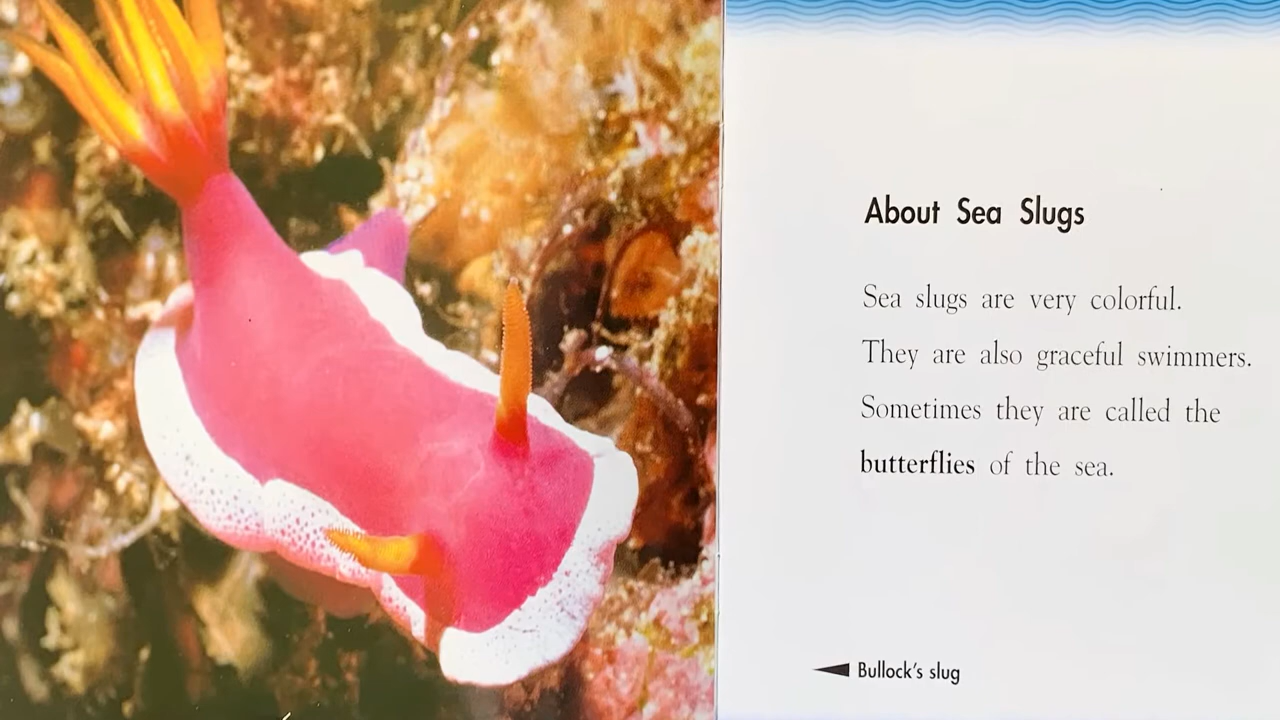 About Sea Slugs
Sea slugs are very colorful.
They are also graceful swimmers.
Sometimes they are called the
butterflies of the sea.
Bullock's slug